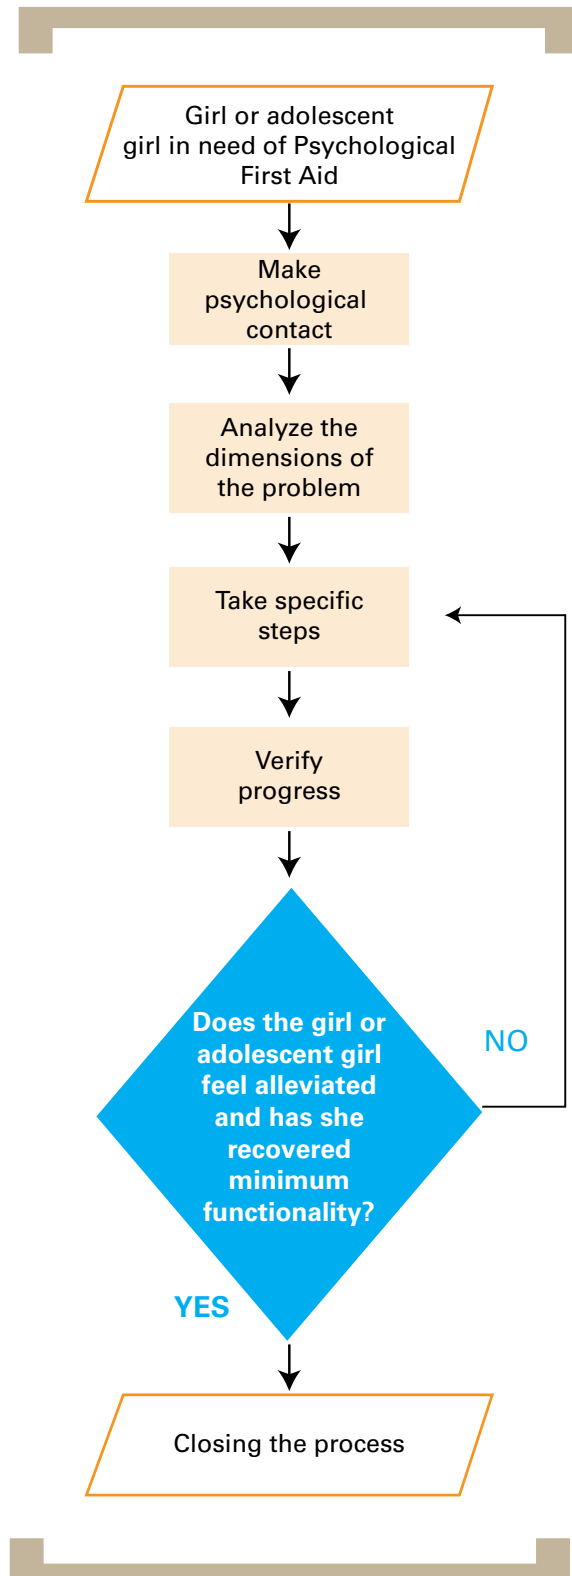 Girl or adolescent
girl in need of Psychological
First Aid
Make
psychological
contact
Analyze the
dimensions of
the problem
Take specific
steps
Verify
progress
Does the girl or
adolescent girl
feel alleviated
and has she
recovered
minimum
functionality?
NO
YES
Closing the process